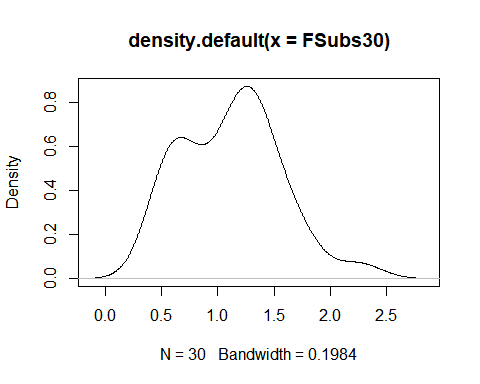 density.default(x = FSubs30)
Density
0.0 0.2 0.4 0.6 0.8
0.0 0.5 1.0 1.5 2.0 2.5
N = 30 Bandwidth = 0.1984